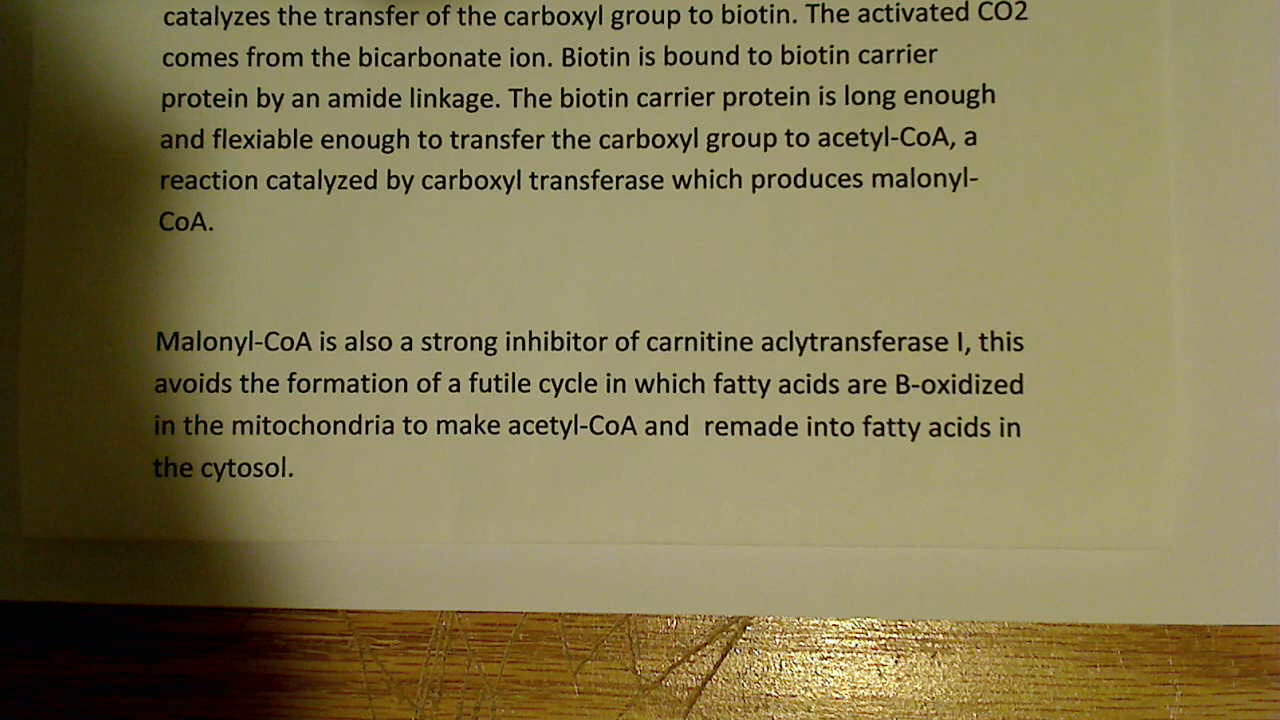 catalyzes the transfer of the carboxyl group to biotin. The activated CO2
comes from the bicarbonate ion. Biotin is bound to biotin carrier
protein by an amide linkage. The biotin carrier protein is long enough
and flexiable enough to transfer the carboxyl group to acetyl-CoA, a
reaction catalyzed by carboxyl transferase which produces malonyl-
CoA.
Malonyl-CoA is also a strong inhibitor of carnitine aclytransferase I, this
avoids the formation of a futile cycle in which fatty acids are B-oxidized
in the mitochondria to make acetyl-CoA and  remade into fatty acids in
the cytosol.